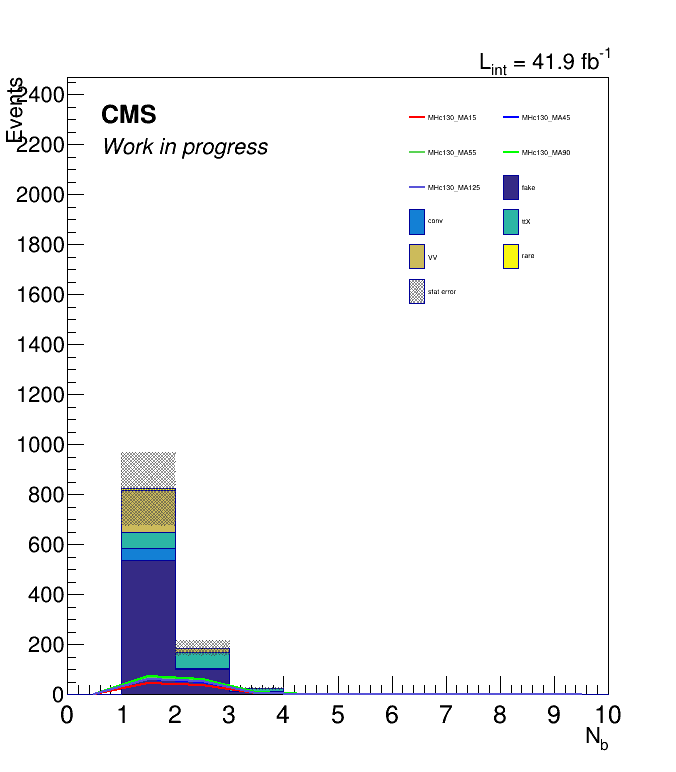 L_int = 41.9 fb^-1
Events
CMS
Work in progress
MHc130_MA15 MHc130_MA45
MHc130_MA55 MHc130_MA90
MHc130_MA125 fake
conv ttX
VV rare
stat error
2400
2200
2000
1800
1600
1400
1200
1000
800
600
400
200
0
0 1 2 3 4 5 6 7 8 9 10
N_b